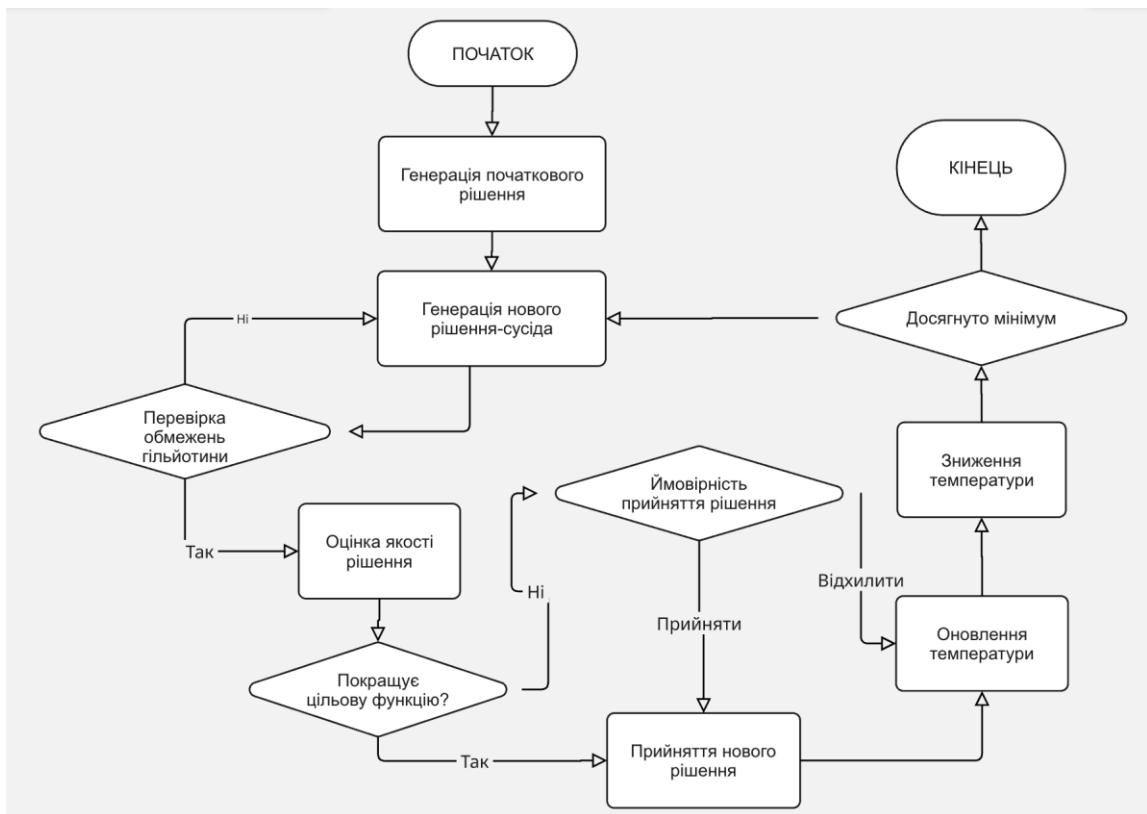 ПОЧАТОК
Генерація початкового
рішення
КІНЕЦЬ
Генерація нового
рішення-сусіда
Ні
Досягнуто мінімум
Перевірка
обмежень
гільйотини
Зниження
температури
Ймовірність
прийняття рішення
Так
Оцінка якості
рішення
Ні
Відхилити
Прийняти
Оновлення
температури
Покращує
цільову функцію?
Так
Прийняття нового
рішення